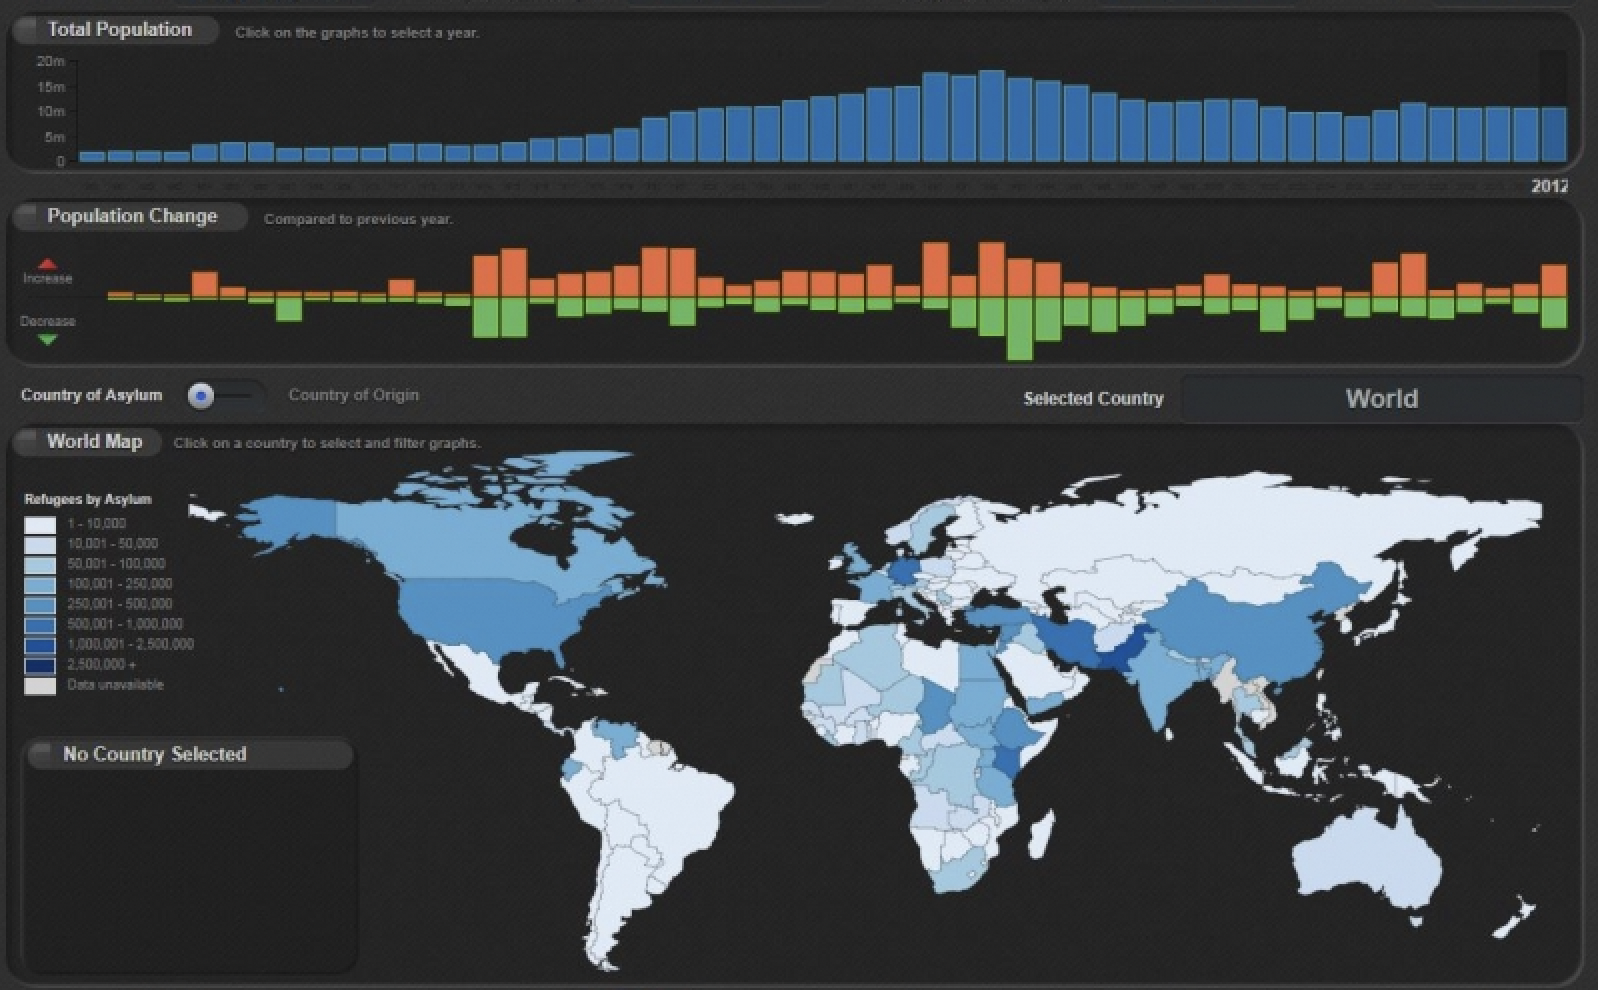 Total Population
Click on the graphs to select a year.
20m
15m
10m
5m
0
2012
Population Change
Compared to previous year.
Increase
Decrease
Country of Asylum
Country of Origin
Selected Country
World
World Map
Click on a country to select and filter graphs.
Refugees by Asylum
1 - 10,000
10,001 - 50,000
50,001 - 100,000
100,001 - 250,000
250,001 - 500,000
500,001 - 1,000,000
1,000,001 - 2,500,000
2,500,000 +
Data unavailable
No Country Selected